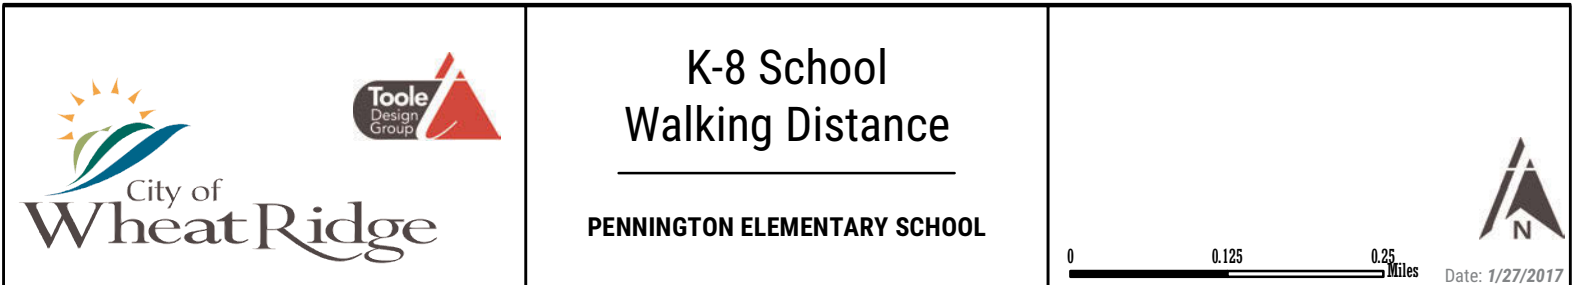 Toole
Design
Group
City of
Wheat Ridge
K-8 School
Walking Distance
PENNINGTON ELEMENTARY SCHOOL
N
0 0.125 0.25
Miles
Date: 1/27/2017